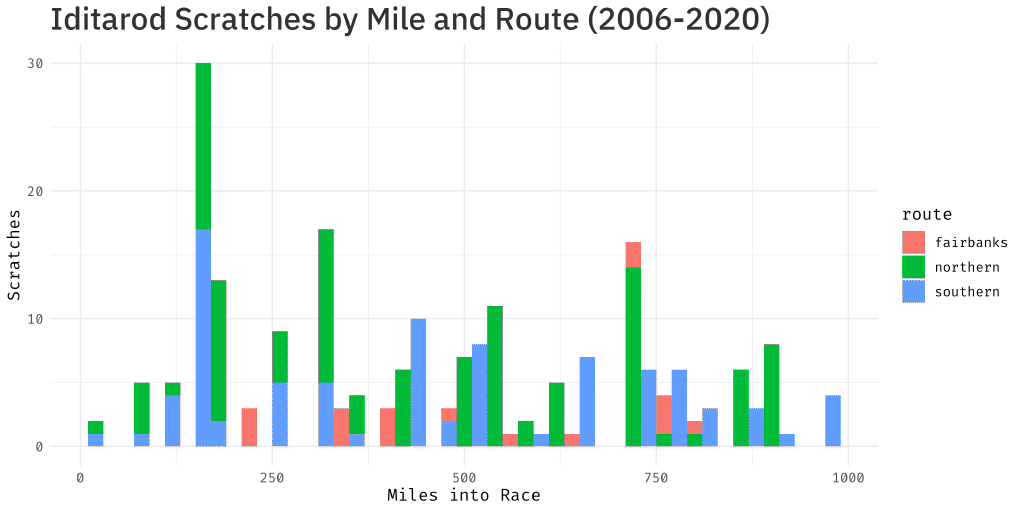 Iditarod Scratches by Mile and Route (2006-2020)
30
20
10
0
Scratches
0 250 500 750 1000
Miles into Race
route
fairbanks
northern
southern